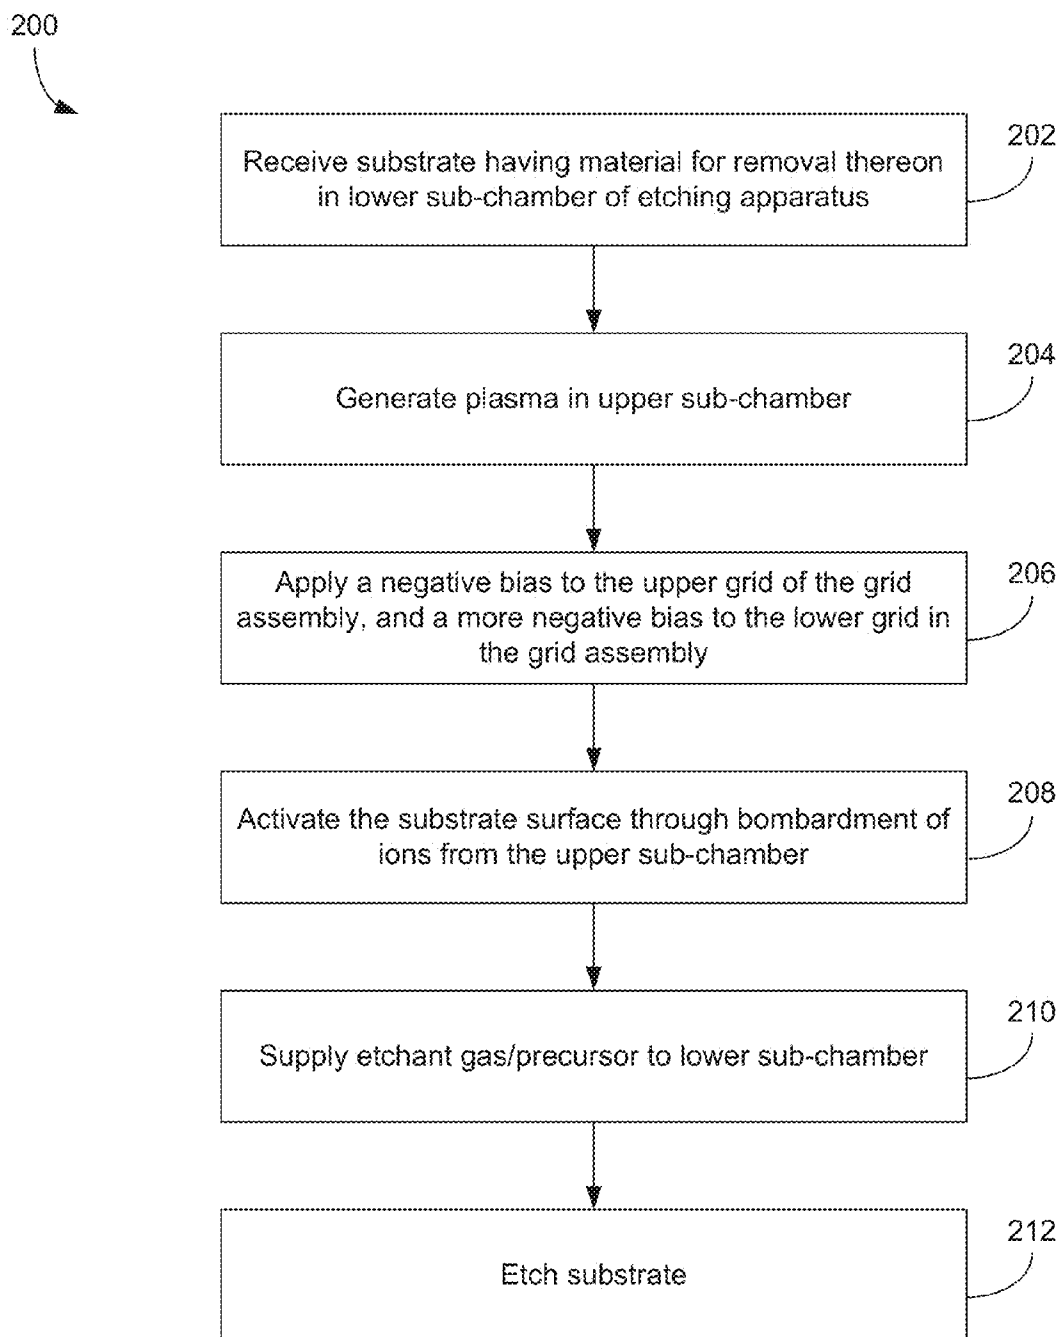 200
202
Receive substrate having material for removal thereon
in lower sub-chamber of etching apparatus
204
Generate plasma in upper sub-chamber
206
Apply a negative bias to the upper grid of the grid
assembly, and a more negative bias to the lower grid in
the grid assembly
208
Activate the substrate surface through bombardment of
ions from the upper sub-chamber
210
Supply etchant gas/precursor to lower sub-chamber
212
Etch substrate